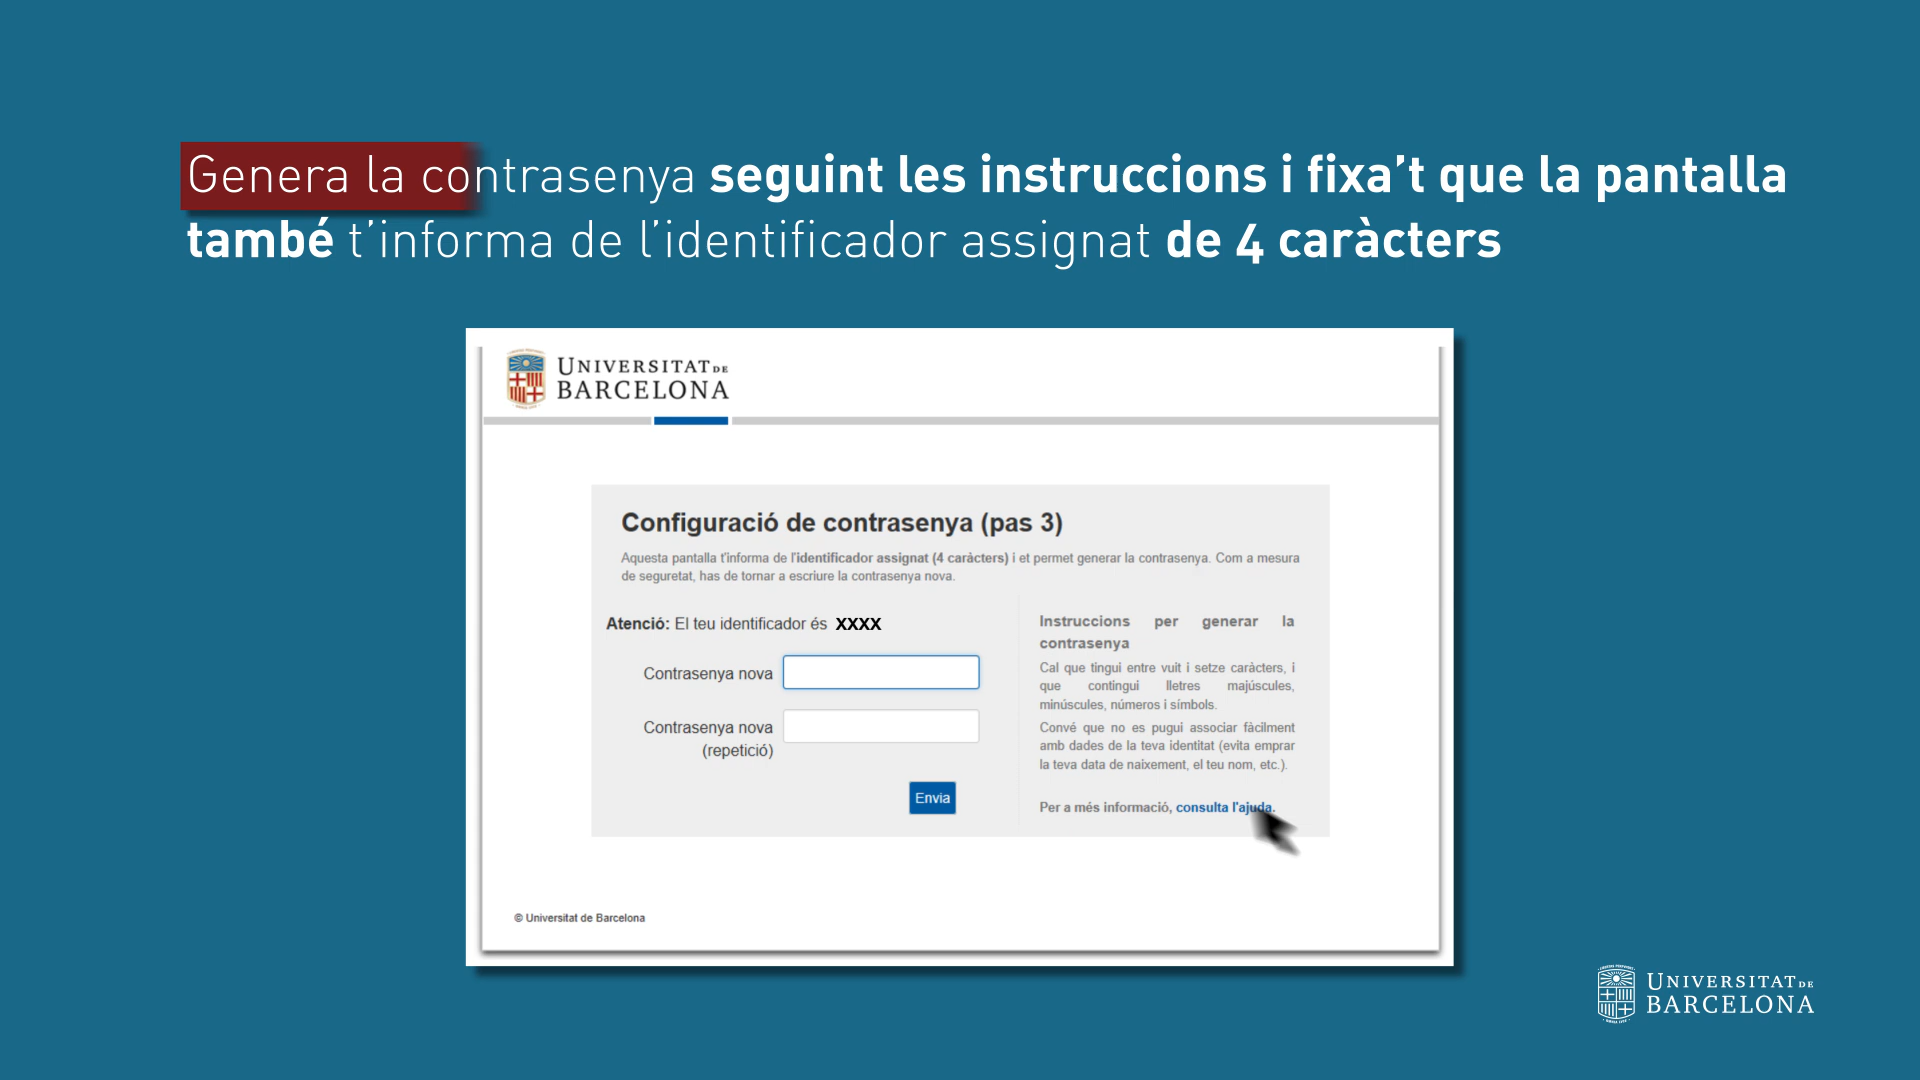 Genera la contrasenya seguint les instruccions i fixa't que la pantalla
també t'informa de l'identificador assignat de 4 caràcters
UNIVERSITAT DE
BARCELONA
Configuració de contrasenya (pas 3)
Aquesta pantalla t'informa de l'identificador assignat (4 caràcters) i et permet generar la contrasenya. Com a mesura
de seguretat, has de tornar a escriure la contrasenya nova.
Atenció: El teu identificador és XXXX
Contrasenya nova
Contrasenya nova
(repetició)
Envia
Instruccions per generar la
contrasenya
Cal que tingui entre vuit i setze caràcters, i
que contingui lletres majúscules,
minúscules, números i símbols.
Convé que no es pugui associar fàcilment
amb dades de la teva identitat (evita emprar
la teva data de naixement, el teu nom, etc.).
Per a més informació, consulta l'ajuda.
© Universitat de Barcelona
UNIVERSITAT DE
BARCELONA